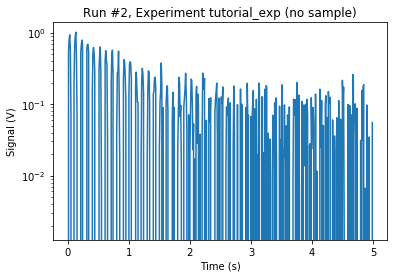 Run #2, Experiment tutorial_exp (no sample)
10⁰
10⁻¹
10⁻²
Signal (V)
0 1 2 3 4 5
Time (s)